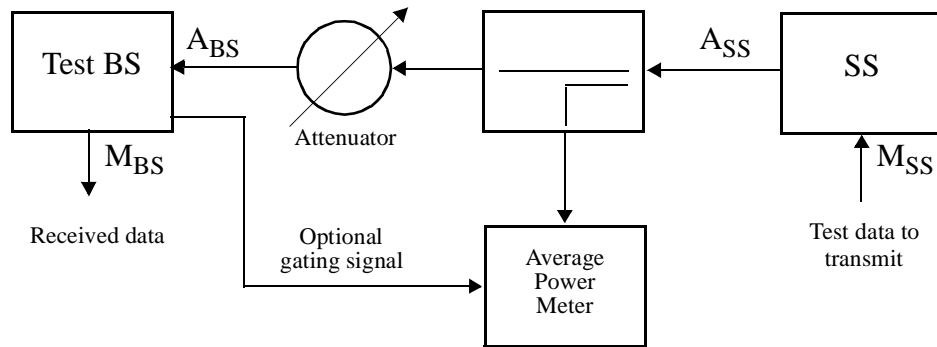 Test BS
A_BS
A_SS
SS
Attenuator
M_BS
M_SS
Received data
Optional
gating signal
Average
Power
Meter
Test data to
transmit